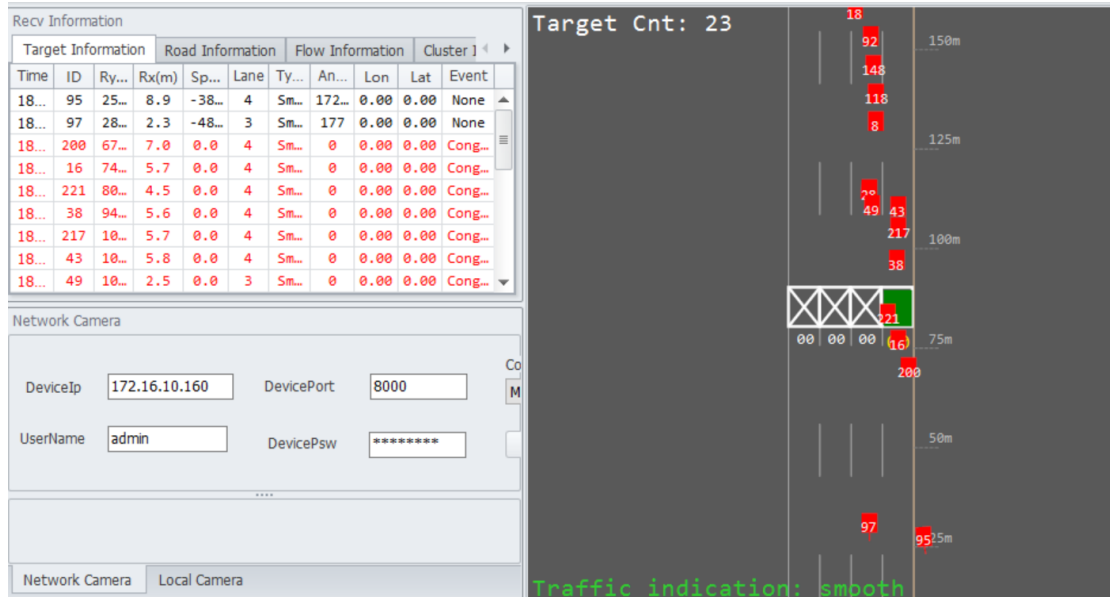 Recv Information
Target Information Road Information Flow Information Cluster I
Time ID Ry... Rx(m) Sp... Lane Ty... An... Lon Lat Event
18... 95 25... 8.9 -38... 4 Sm... 172... 0.00 0.00 None
18... 97 28... 2.3 -48... 3 Sm... 177 0.00 0.00 None
18... 200 67... 7.0 0.0 4 Sm... 0 0.00 0.00 Cong...
18... 16 74... 5.7 0.0 4 Sm... 0 0.00 0.00 Cong...
18... 221 80... 4.5 0.0 4 Sm... 0 0.00 0.00 Cong...
18... 38 94... 5.6 0.0 4 Sm... 0 0.00 0.00 Cong...
18... 217 10... 5.7 0.0 4 Sm... 0 0.00 0.00 Cong...
18... 43 10... 5.8 0.0 4 Sm... 0 0.00 0.00 Cong...
18... 49 10... 2.5 0.0 3 Sm... 0 0.00 0.00 Cong...
Network Camera
Co
DeviceIp 172.16.10.160 DevicePort 8000 M
UserName admin DevicePsw ********
Network Camera Local Camera
Target Cnt: 23
18
92 150m
148
118
8
125m
28
49 43
217
100m
38
221
00 00 00 16 75m
200
50m
97
95 25m
Traffic indication: smooth